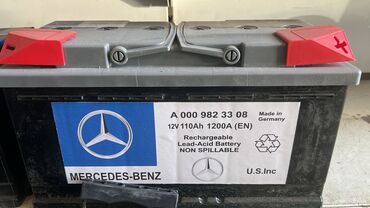 A 000 982 33 08
12V 110Ah 1200A (EN)
Made in
Germany
Rechargeable
Lead-Acid Battery
NON SPILLABLE
MERCEDES-BENZ
U.S.Inc